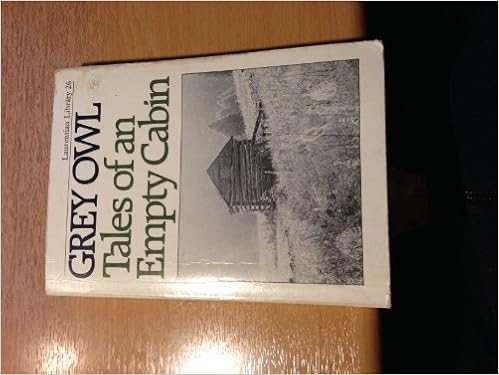 Laurentian Library 26
GREY OWL
Tales of an
Empty Cabin